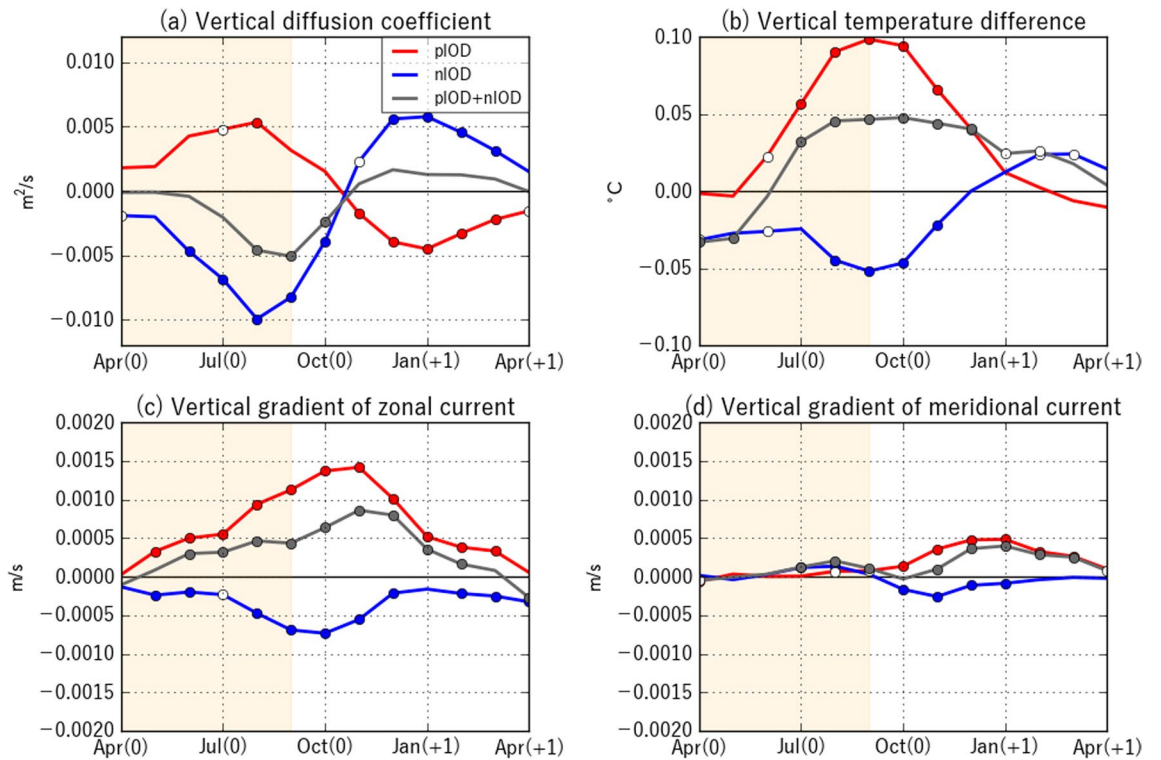 (a) Vertical diffusion coefficient
0.010
0.005
0.000
−0.005
−0.010
m²/s
pIOD
nIOD
pIOD+nIOD
Apr(0) Jul(0) Oct(0) Jan(+1) Apr(+1)
(b) Vertical temperature difference
0.10
0.05
0.00
−0.05
−0.10
°C
Apr(0) Jul(0) Oct(0) Jan(+1) Apr(+1)
(c) Vertical gradient of zonal current
0.0020
0.0015
0.0010
0.0005
0.0000
−0.0005
−0.0010
−0.0015
−0.0020
m/s
Apr(0) Jul(0) Oct(0) Jan(+1) Apr(+1)
(d) Vertical gradient of meridional current
0.0020
0.0015
0.0010
0.0005
0.0000
−0.0005
−0.0010
−0.0015
−0.0020
m/s
Apr(0) Jul(0) Oct(0) Jan(+1) Apr(+1)